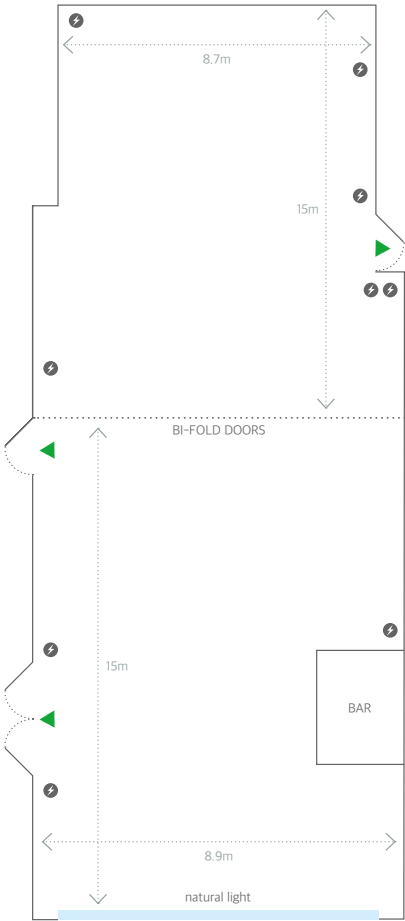 8.7m
15m
BI-FOLD DOORS
15m
BAR
8.9m
natural light